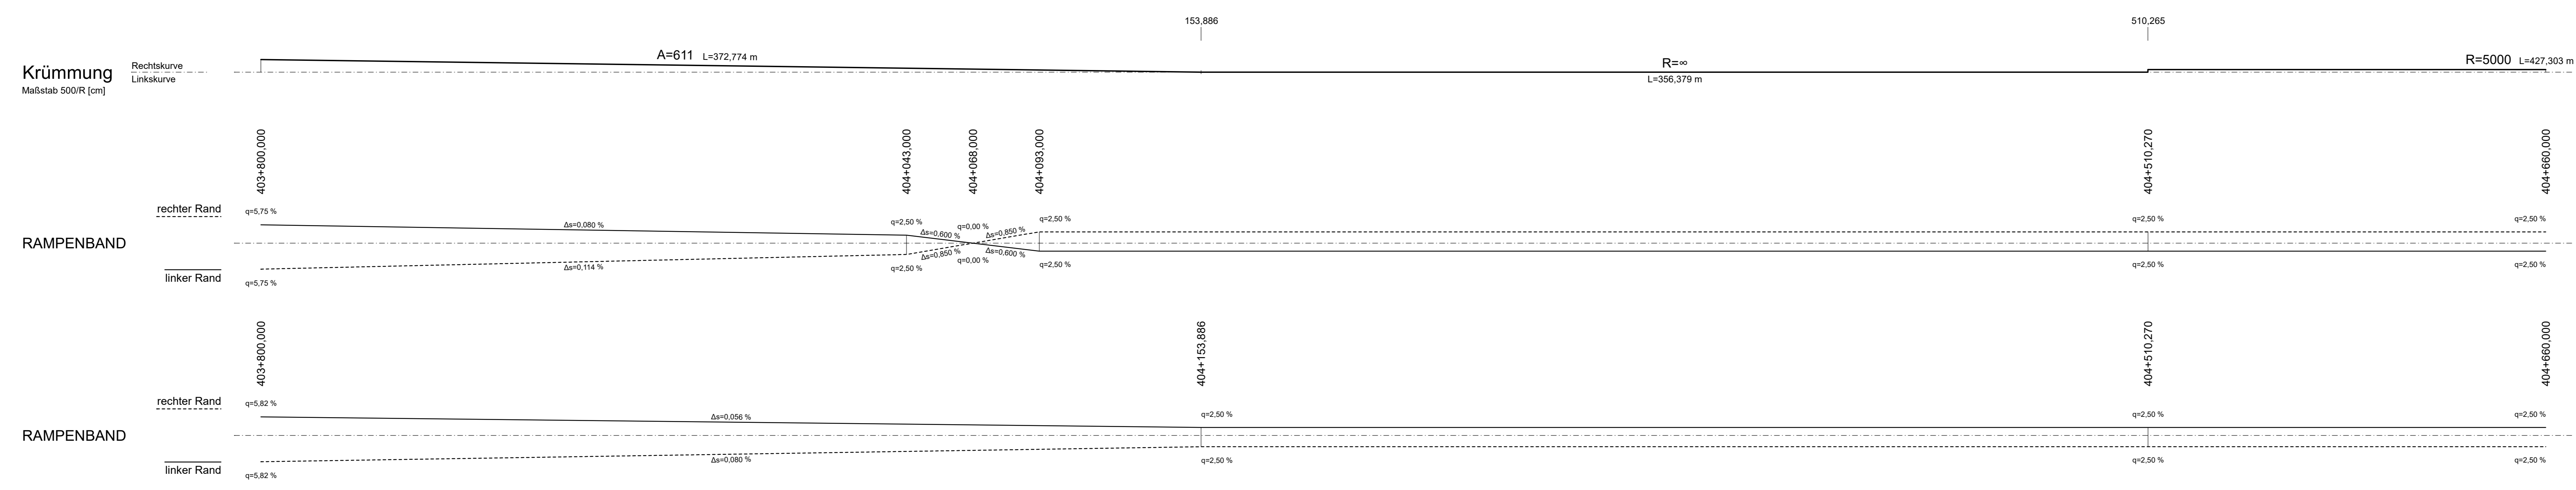 153,886
510,265
Krümmung
Rechtskurve
Linkskurve
Maßstab 500/R [cm]
A=611 L=372,774 m
R=∞
L=356,379 m
R=5000 L=427,303 m
403+800,000
404+043,000
404+068,000
404+093,000
404+510,270
404+660,000
rechter Rand
RAMPENBAND
linker Rand
q=5,75 %
q=5,75 %
Δs=0,080 %
Δs=0,114 %
q=2,50 %
q=2,50 %
Δs=0,600 %
Δs=0,850 %
q=0,00 %
q=0,00 %
Δs=0,850 %
Δs=0,600 %
q=2,50 %
q=2,50 %
q=2,50 %
q=2,50 %
q=2,50 %
q=2,50 %
403+800,000
404+153,886
404+510,270
404+660,000
rechter Rand
RAMPENBAND
linker Rand
q=5,82 %
q=5,82 %
Δs=0,056 %
Δs=0,080 %
q=2,50 %
q=2,50 %
q=2,50 %
q=2,50 %
q=2,50 %
q=2,50 %